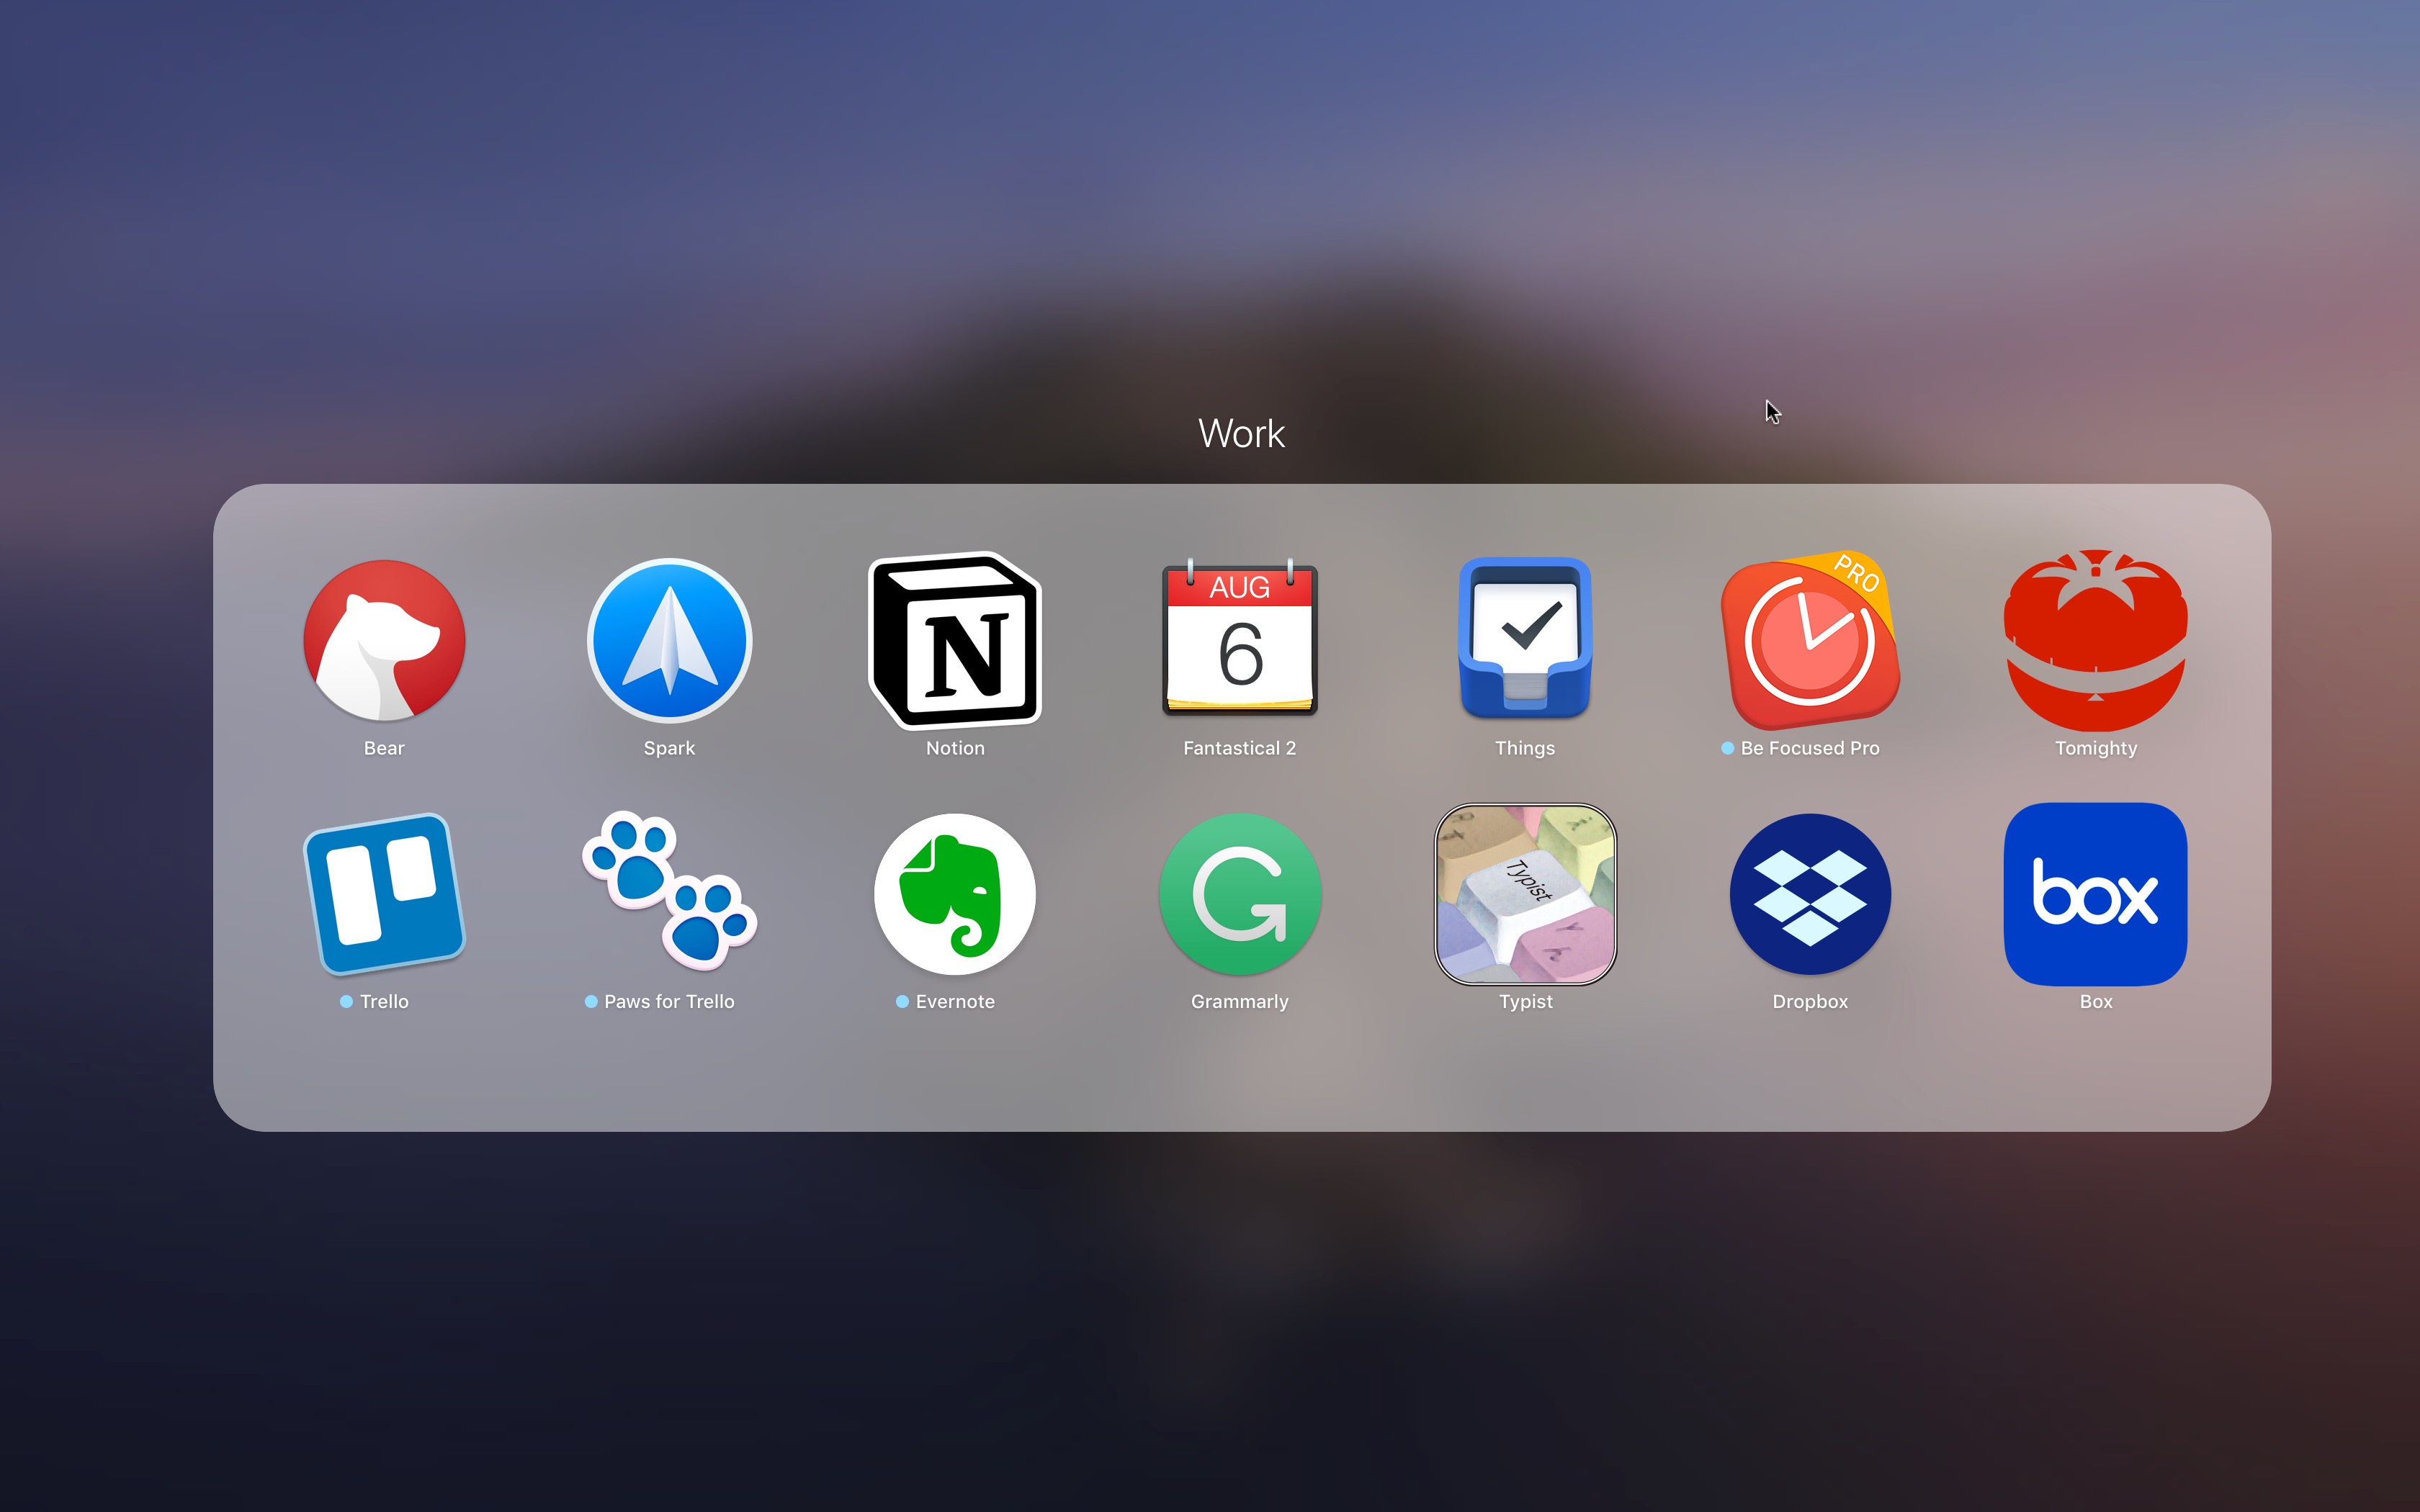 Work
AUG
6
N
PRO
Bear
Spark
Notion
Fantastical 2
Things
Be Focused Pro
Tomighty
Typist
box
Trello
Paws for Trello
Evernote
Grammarly
Typist
Dropbox
Box